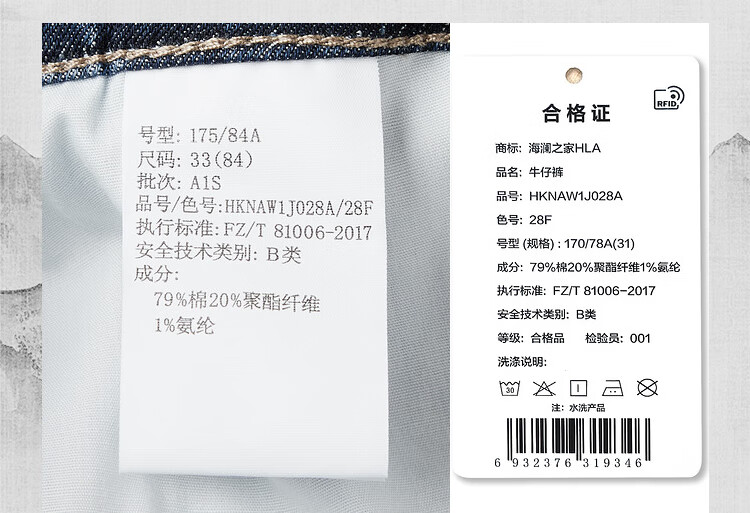 号型: 175/84A
尺码: 33(84)
批次: A1S
品号/色号:HKNAW1J028A/28F
执行标准:FZ/T 81006-2017
安全技术类别: B类
成分:
79%棉20%聚酯纤维
1%氨纶
RFID
合格证
商标: 海澜之家HLA
品名: 牛仔裤
品号: HKNAW1J028A
色号: 28F
号型 (规格) : 170/78A(31)
成分: 79%棉20%聚酯纤维1%氨纶
执行标准: FZ/T 81006-2017
安全技术类别: B类
等级: 合格品 检验员: 001
洗涤说明:
30
注: 水洗产品
6 932376 319346